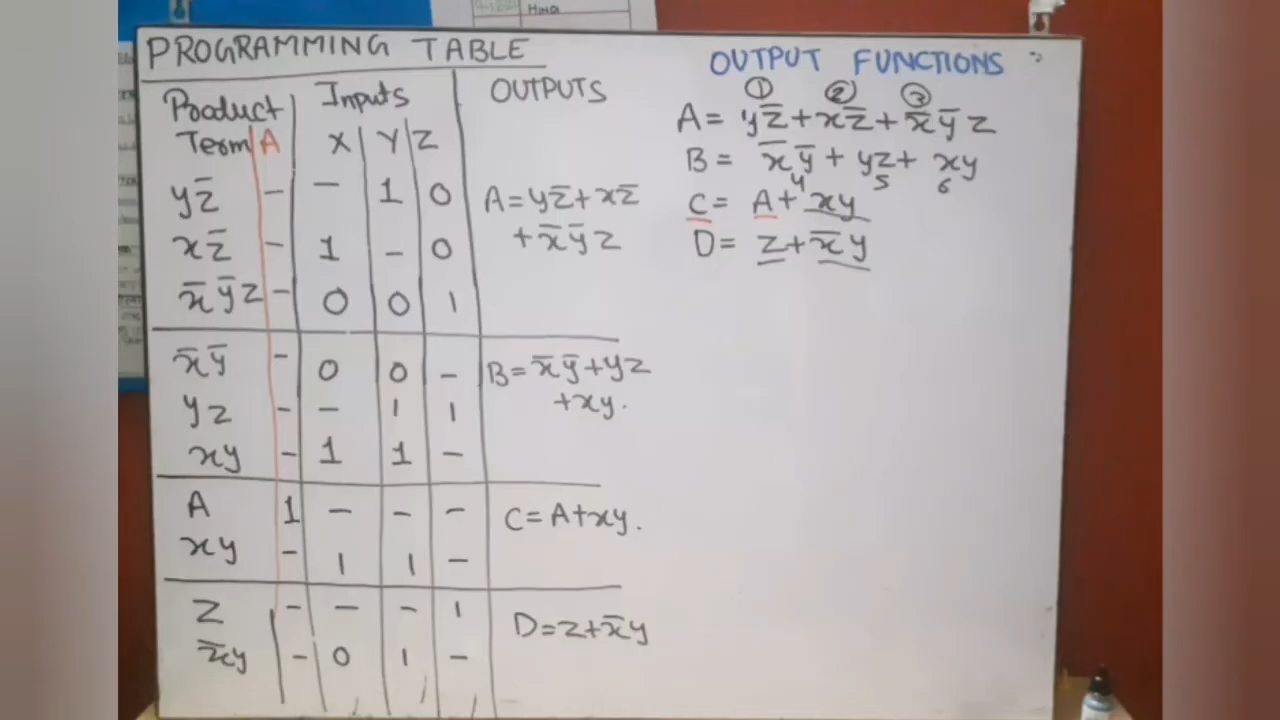 HINDI
PROGRAMMING TABLE
Product Term | A | Inputs X | Y | Z | OUTPUTS
yz̄ - - 1 0 A = yz̄ + xz̄
xz̄ - 1 - 0 + x̄ȳz
x̄ȳz - 0 0 1
x̄ȳ - 0 0 - B = x̄ȳ + yz
yz - - 1 1 + xy.
xy - 1 1 -
A 1 - - - C = A + xy.
xy - 1 1 -
z - - - 1 D = z + x̄y
x̄y - 0 1 -
OUTPUT FUNCTIONS
① ② ③
A = yz̄ + xz̄ + x̄ȳz
B = x̄ȳ + yz + xy
4 5 6
C = A + xy
D = z + x̄y